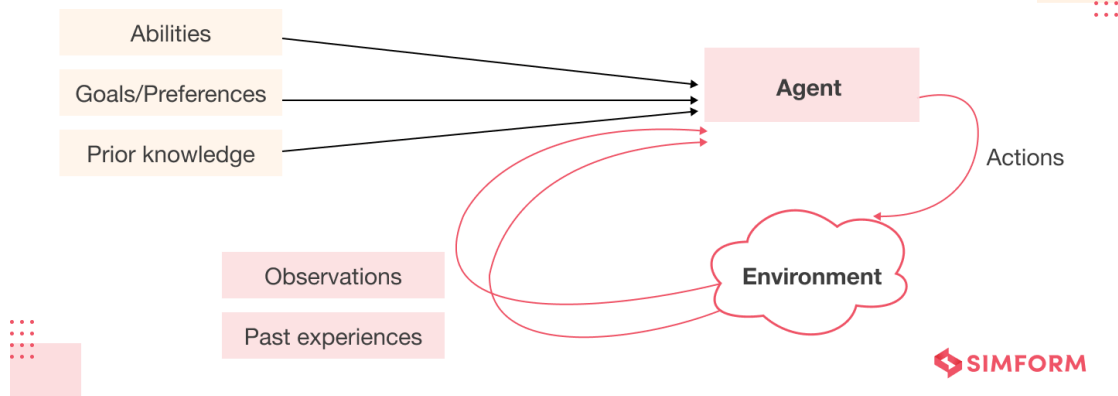 Abilities
Goals/Preferences
Prior knowledge
Agent
Actions
Observations
Past experiences
Environment
SIMFORM